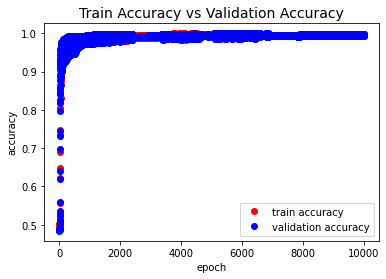 Train Accuracy vs Validation Accuracy
1.0
0.9
0.8
0.7
0.6
0.5
accuracy
train accuracy
validation accuracy
0
2000
4000
6000
8000
10000
epoch